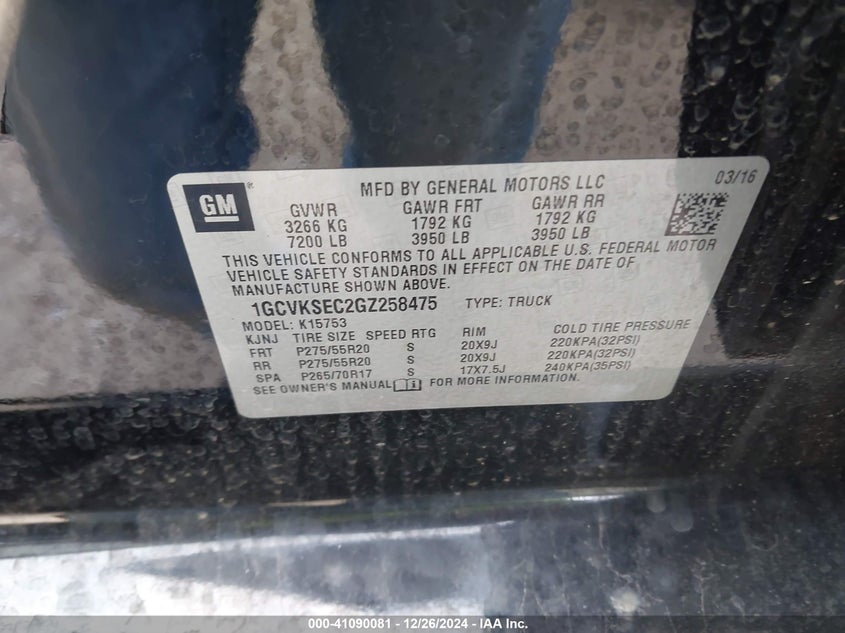 GM ®
MFD BY GENERAL MOTORS LLC 03/16
GVWR GAWR FRT GAWR RR
3266 KG 1792 KG 1792 KG
7200 LB 3950 LB 3950 LB
THIS VEHICLE CONFORMS TO ALL APPLICABLE U.S. FEDERAL MOTOR
VEHICLE SAFETY STANDARDS IN EFFECT ON THE DATE OF
MANUFACTURE SHOWN ABOVE.
1GCVKSEC2GZ258475 TYPE: TRUCK
MODEL: K15753
KJNJ TIRE SIZE SPEED RTG RIM COLD TIRE PRESSURE
FRT P275/55R20 S 20X9J 220KPA(32PSI)
RR P275/55R20 S 20X9J 220KPA(32PSI)
SPA P265/70R17 S 17X7.5J 240KPA(35PSI)
SEE OWNER'S MANUAL FOR MORE INFORMATION.
000-41090081 - 12/26/2024 - IAA Inc.